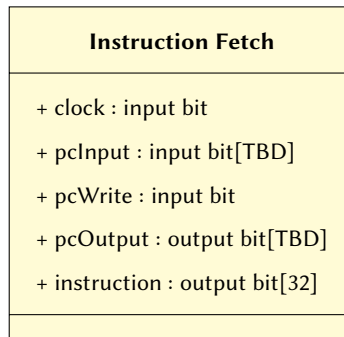 Instruction Fetch
+ clock : input bit
+ pcInput : input bit[TBD]
+ pcWrite : input bit
+ pcOutput : output bit[TBD]
+ instruction : output bit[32]